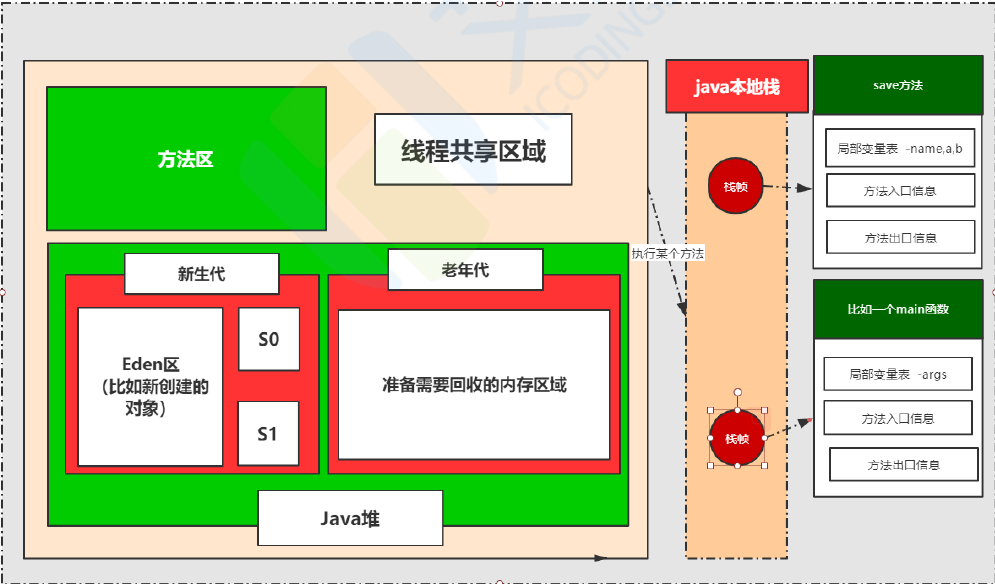 方法区
线程共享区域
新生代
Eden区
（比如新创建的
对象）
S0
S1
老年代
准备需要回收的内存区域
Java堆
执行某个方法
java本地栈
栈帧
栈帧
save方法
局部变量表 -name,a,b
方法入口信息
方法出口信息
比如一个main函数
局部变量表 -args
方法入口信息
方法出口信息
ICODING